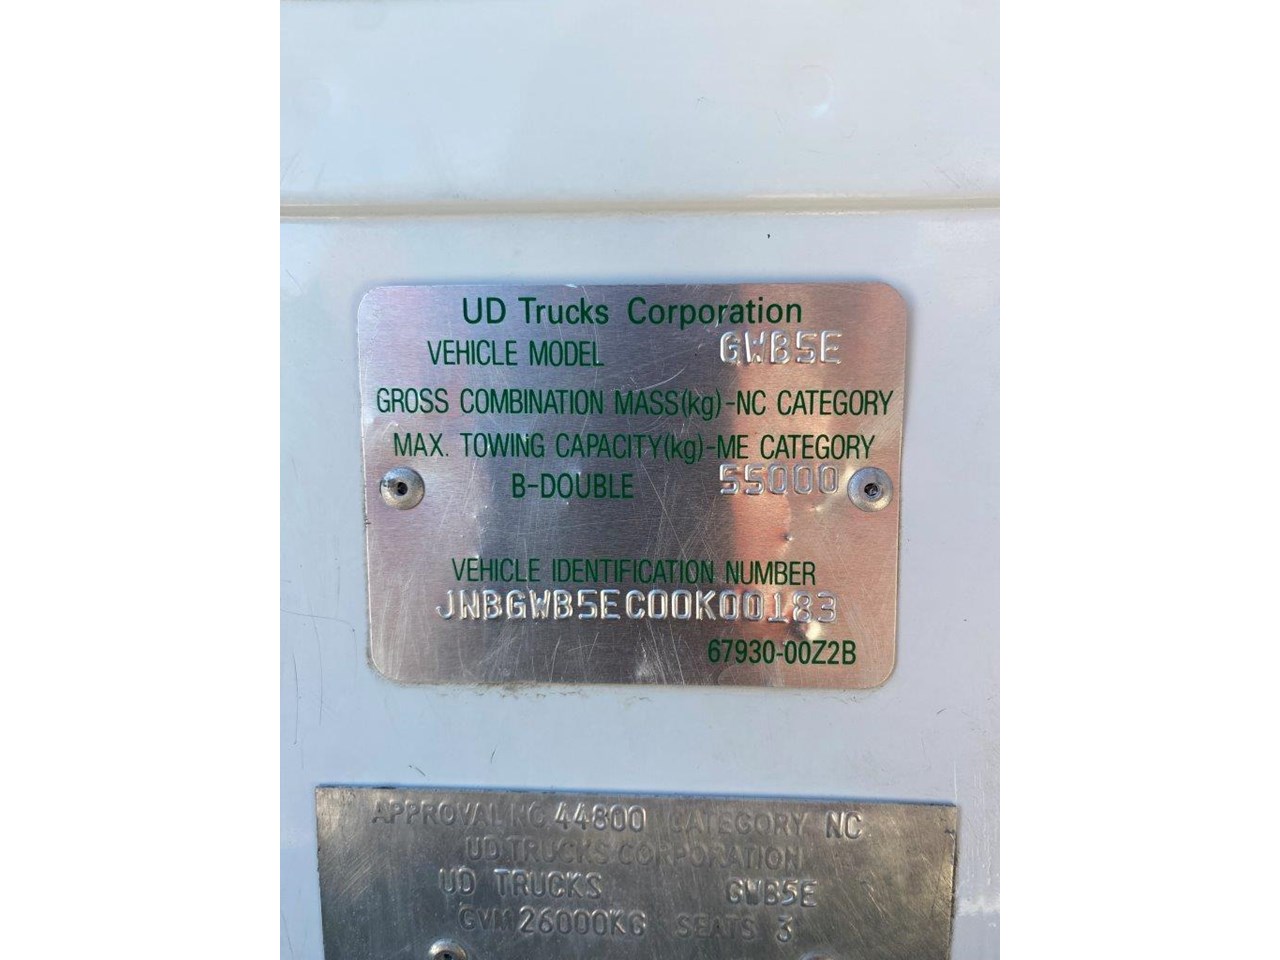 UD Trucks Corporation
VEHICLE MODEL GWB5E
GROSS COMBINATION MASS(kg)-NC CATEGORY
MAX. TOWING CAPACITY(kg)-ME CATEGORY
B-DOUBLE 55000
VEHICLE IDENTIFICATION NUMBER
JNBGWB5EC00K00183
67930-00Z2B
APPROVAL NO. 44800 CATEGORY NC
UD TRUCKS CORPORATION
UD TRUCKS GWB5E
GVM 26000KG SEATS 3